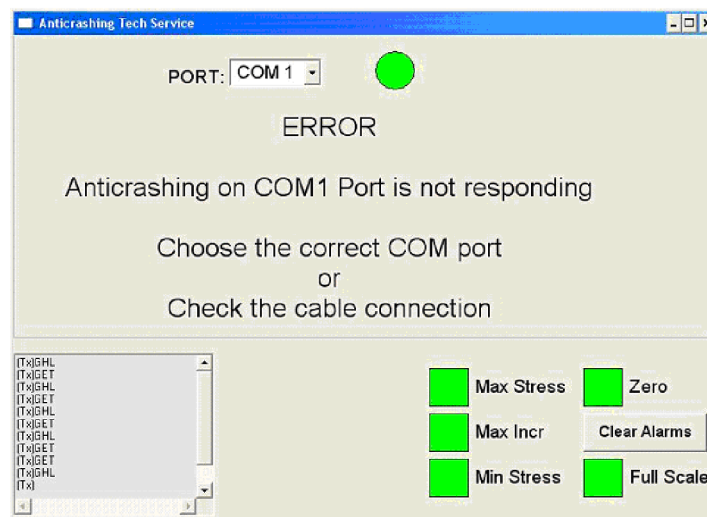 Anticrashing Tech Service
PORT: COM 1
ERROR
Anticrashing on COM1 Port is not responding
Choose the correct COM port
or
Check the cable connection
(Tx)GHL
(Tx)GET
(Tx)GHL
(Tx)GET
(Tx)GHL
(Tx)GET
(Tx)GHL
(Tx)GET
(Tx)GET
(Tx)GHL
(Tx)
Max Stress
Zero
Max Incr
Clear Alarms
Min Stress
Full Scale